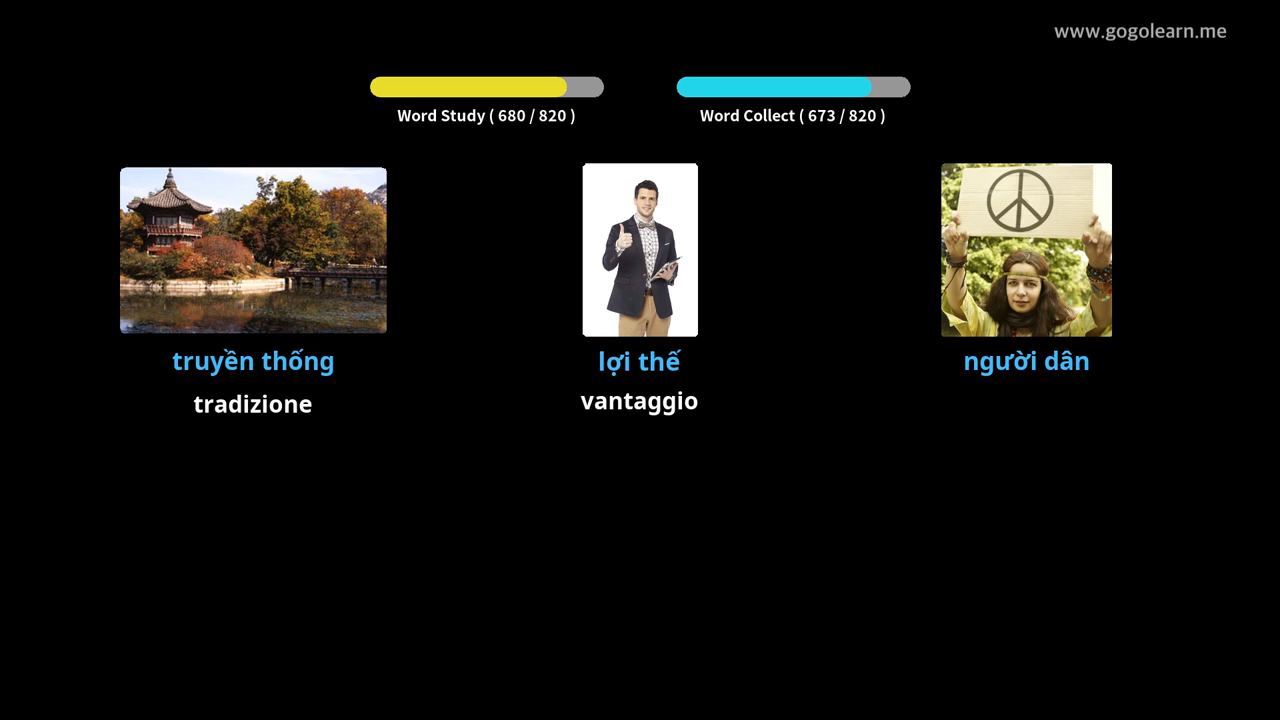 www.gogolearn.me
Word Study ( 680 / 820 )
Word Collect ( 673 / 820 )
truyền thống
lợi thế
người dân
tradizione
vantaggio